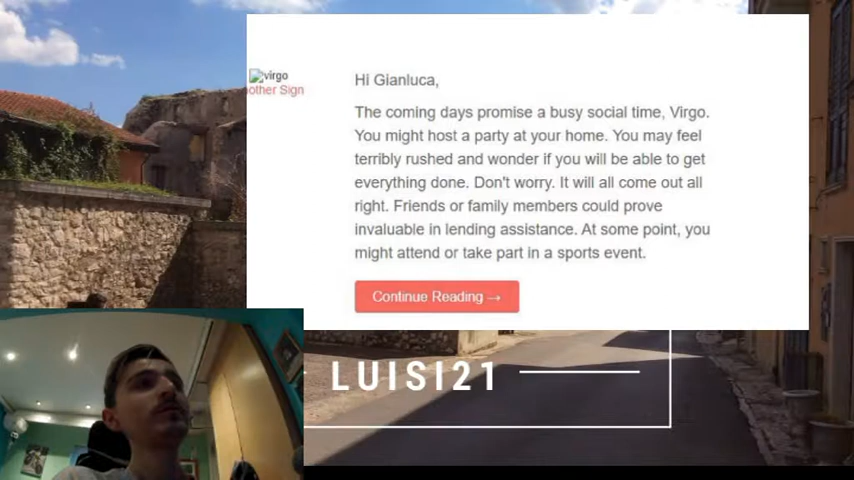 virgo
nother Sign
Hi Gianluca,
The coming days promise a busy social time, Virgo.
You might host a party at your home. You may feel
terribly rushed and wonder if you will be able to get
everything done. Don't worry. It will all come out all
right. Friends or family members could prove
invaluable in lending assistance. At some point, you
might attend or take part in a sports event.
Continue Reading →
LUISI21